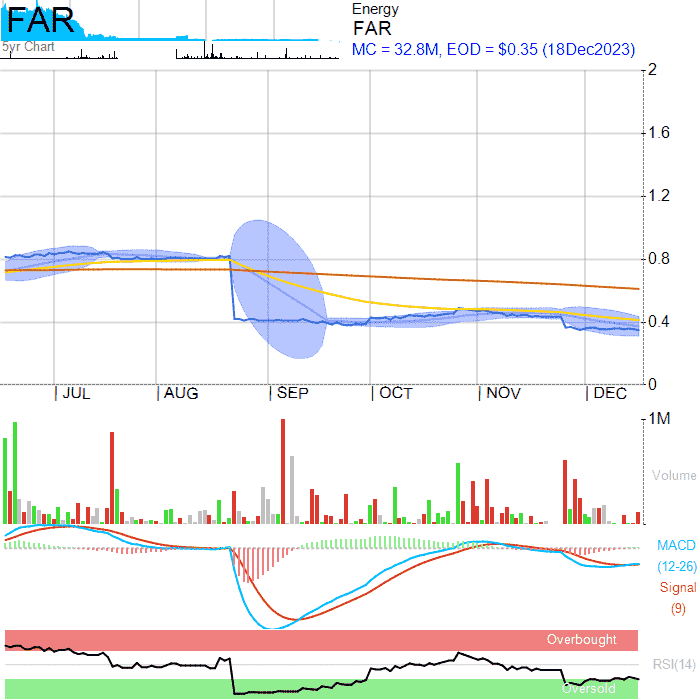 FAR
5yr Chart
Energy
FAR
MC = 32.8M, EOD = $0.35 (18Dec2023)
2
1.6
1.2
0.8
0.4
0
JUL
AUG
SEP
OCT
NOV
DEC
1M
Volume
MACD
(12-26)
Signal
(9)
Overbought
RSI(14)
Oversold